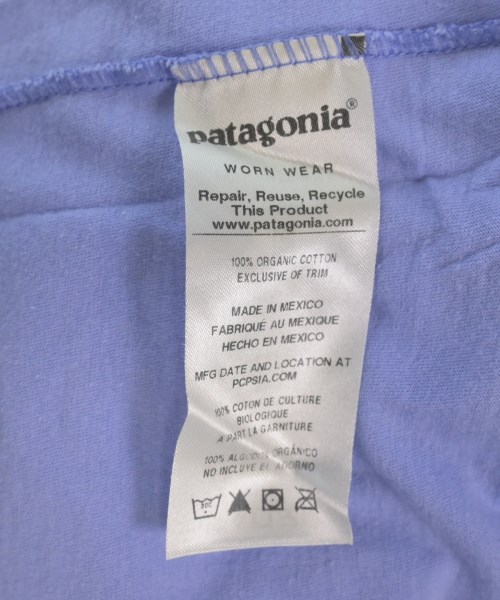 patagonia®
WORN WEAR
Repair, Reuse, Recycle
This Product
www.patagonia.com
100% ORGANIC COTTON
EXCLUSIVE OF TRIM
MADE IN MEXICO
FABRIQUÉ AU MEXIQUE
HECHO EN MEXICO
MFG DATE AND LOCATION AT
PCPSIA.COM
100% COTON DE CULTURE
BIOLOGIQUE
A PART LA GARNITURE
100% ALGODÓN ORGÁNICO
NO INCLUYE EL ADORNO